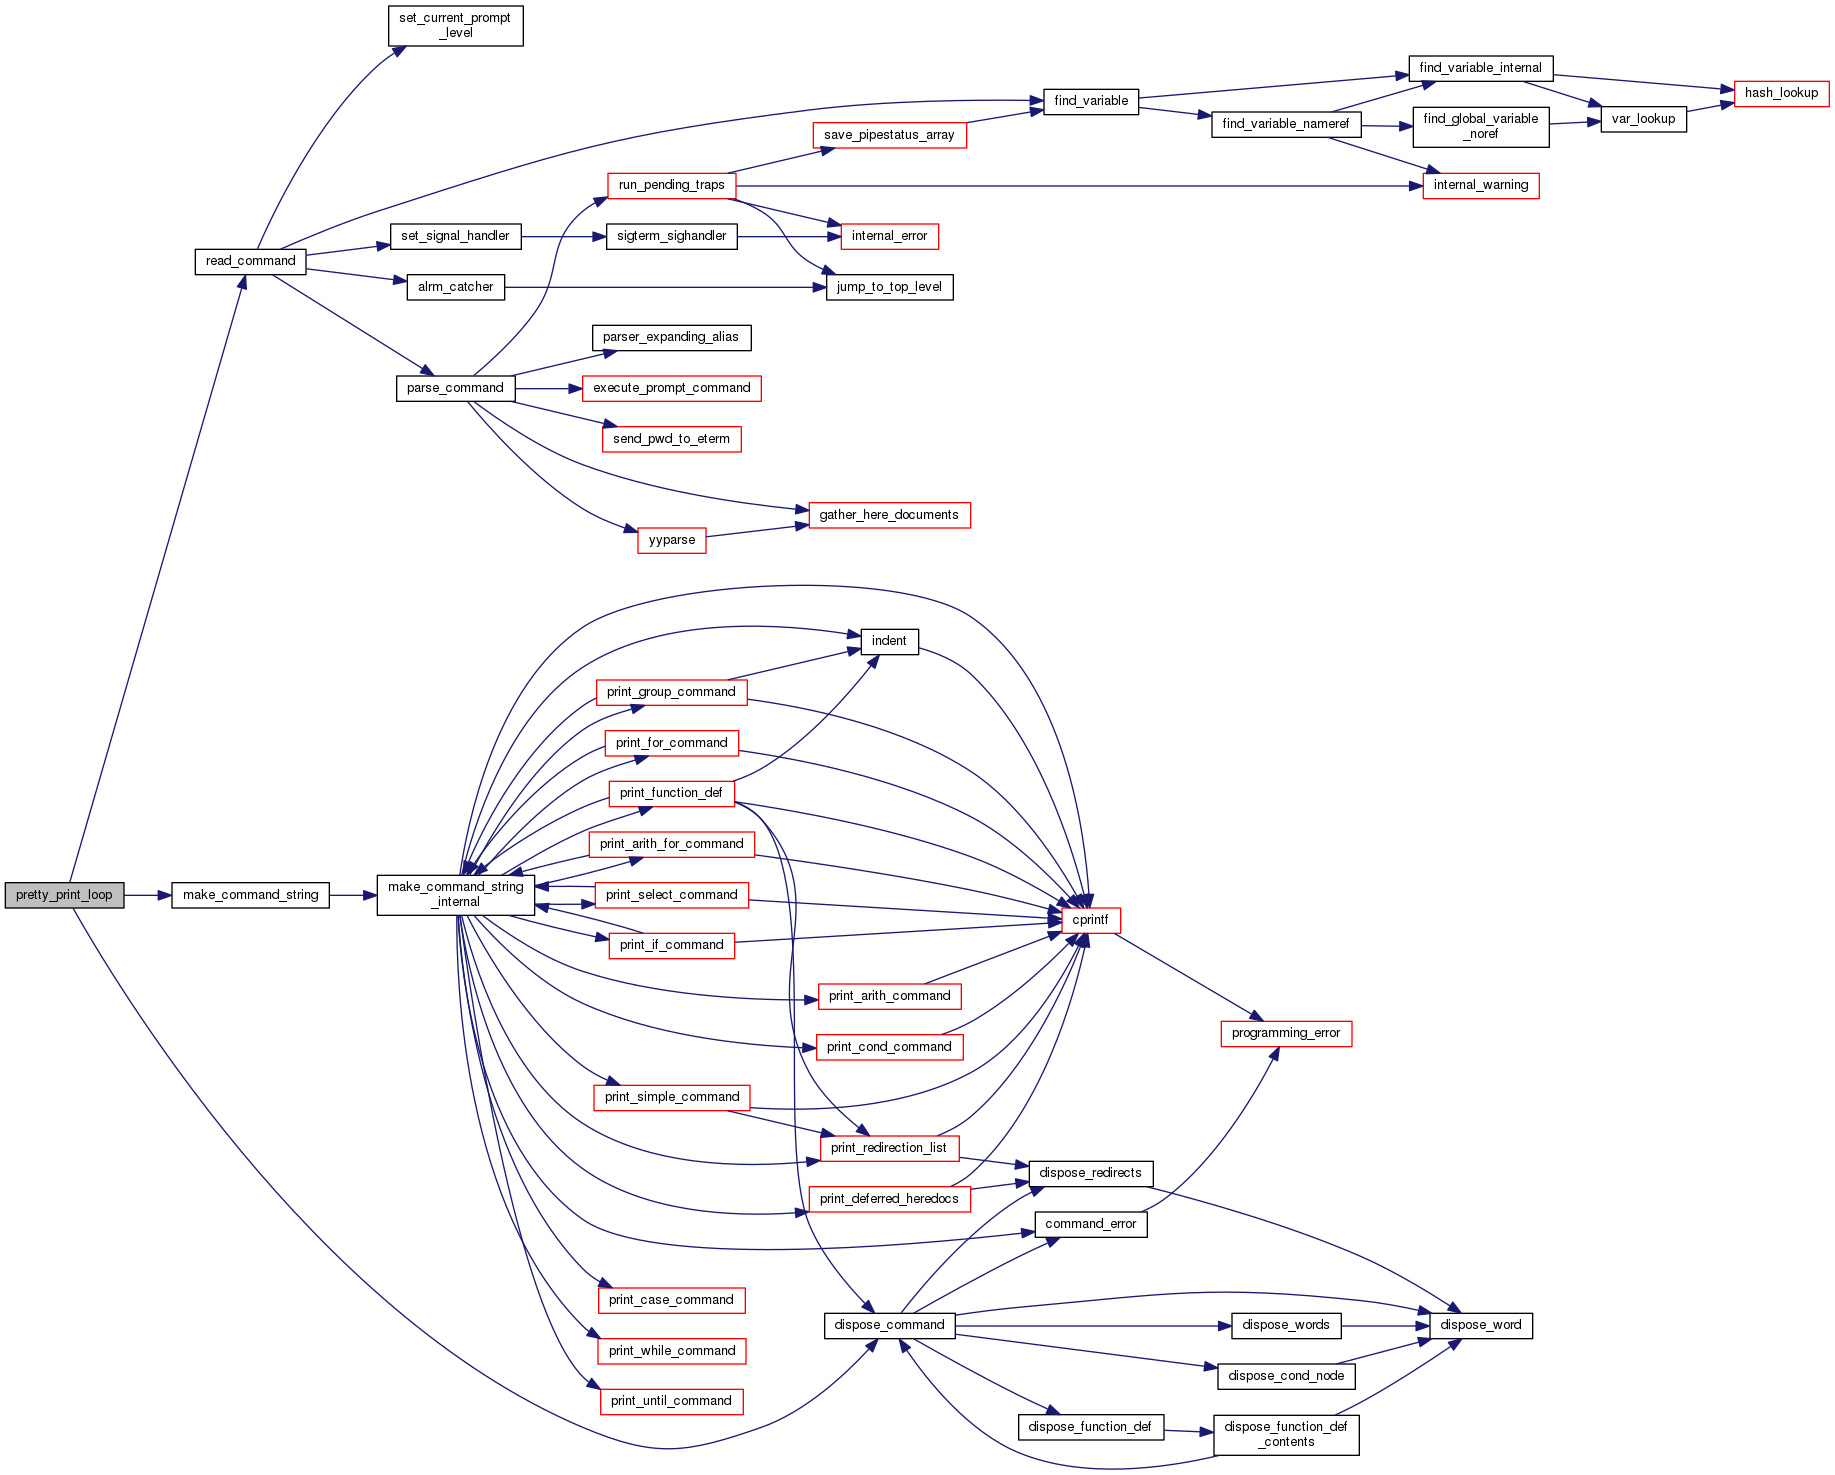 set_current_prompt
_level
find_variable_internal
hash_lookup
find_variable
find_variable_nameref
find_global_variable
_noref
var_lookup
save_pipestatus_array
run_pending_traps
internal_warning
set_signal_handler
sigterm_sighandler
internal_error
read_command
alrm_catcher
jump_to_top_level
parser_expanding_alias
parse_command
execute_prompt_command
send_pwd_to_eterm
gather_here_documents
yyparse
indent
print_group_command
print_for_command
print_function_def
print_arith_for_command
pretty_print_loop
make_command_string
make_command_string
_internal
print_select_command
cprintf
print_if_command
print_arith_command
programming_error
print_cond_command
print_simple_command
print_redirection_list
dispose_redirects
print_deferred_heredocs
command_error
print_case_command
dispose_command
dispose_words
dispose_word
print_while_command
dispose_cond_node
print_until_command
dispose_function_def
dispose_function_def
_contents